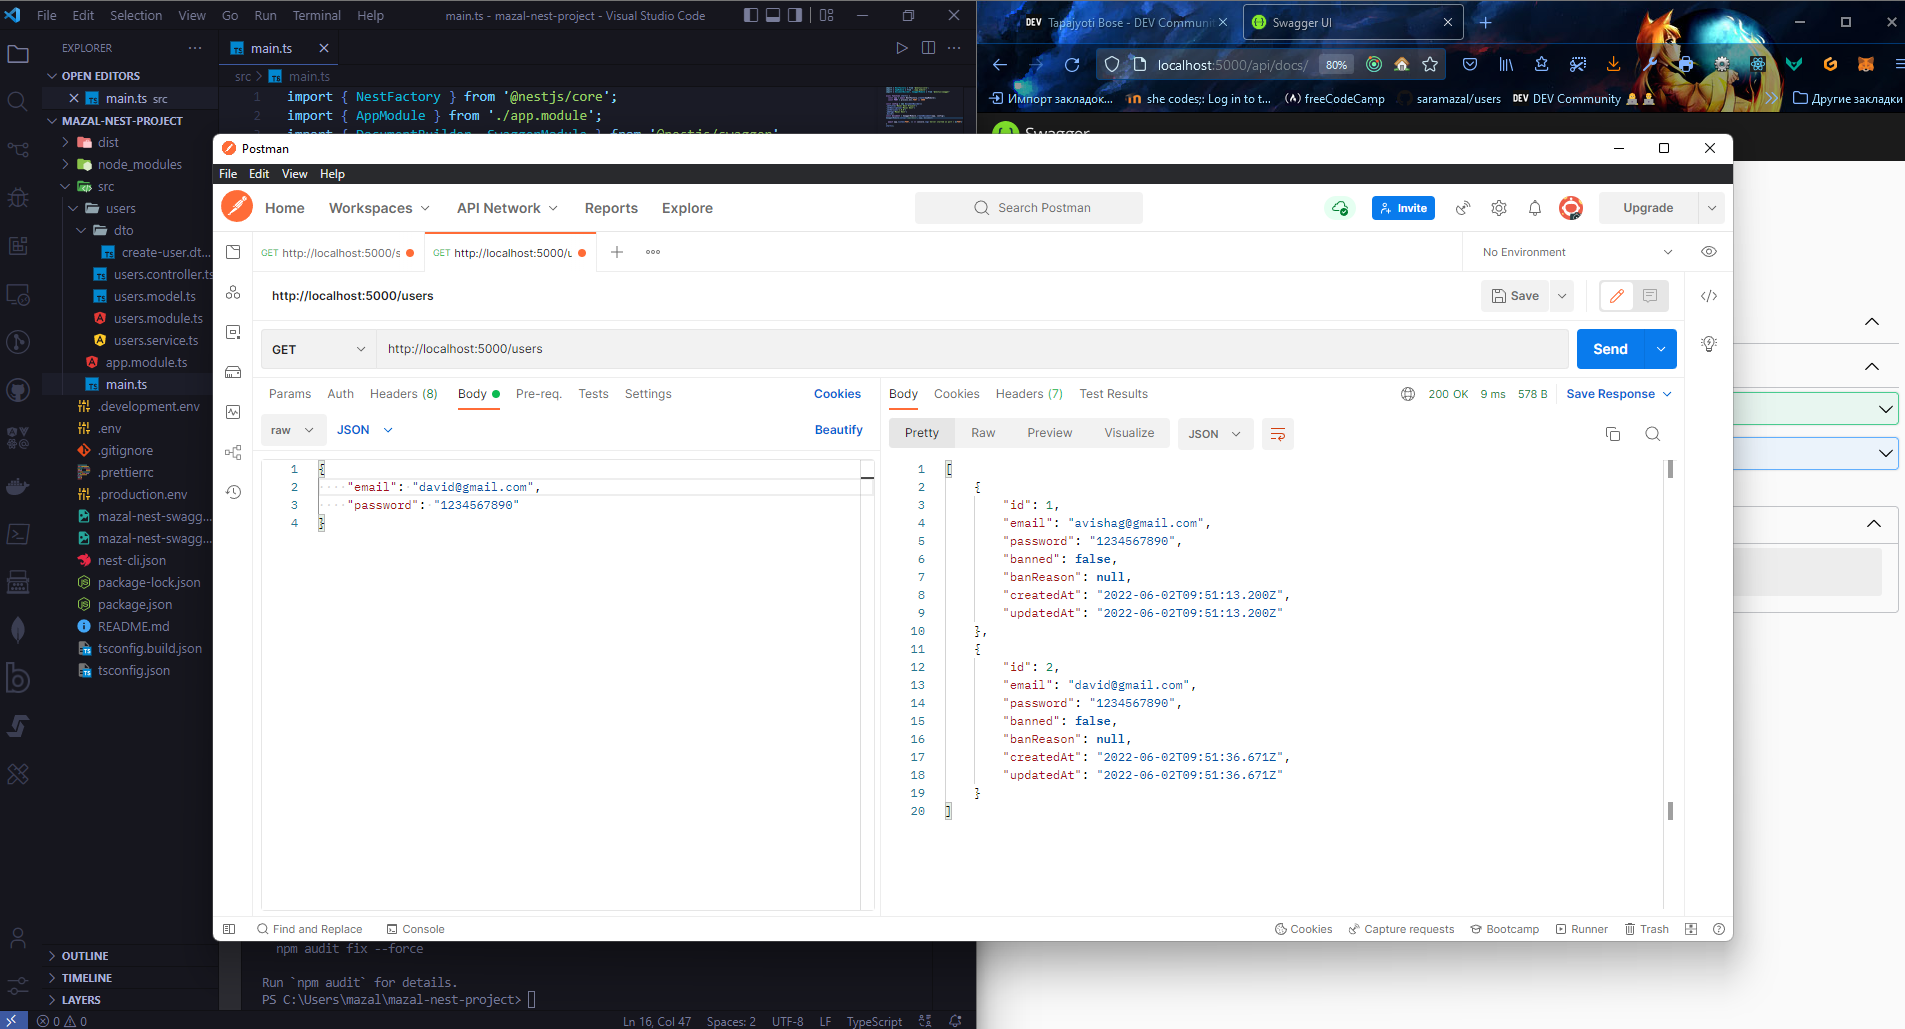 File Edit Selection View Go Run Terminal Help
main.ts - mazal-nest-project - Visual Studio Code
EXPLORER
OPEN EDITORS
main.ts src
MAZAL-NEST-PROJECT
dist
node_modules
src
users
dto
create-user.dt...
users.controller.ts
users.model.ts
users.module.ts
users.service.ts
app.module.ts
main.ts
.development.env
.env
.gitignore
.prettierrc
.production.env
mazal-nest-swagg...
mazal-nest-swagg...
nest-cli.json
package-lock.json
package.json
README.md
tsconfig.build.json
tsconfig.json
OUTLINE
TIMELINE
LAYERS
0 0
main.ts
src > main.ts
1 import { NestFactory } from '@nestjs/core';
2 import { AppModule } from './app.module';
3 import { DocumentBuilder, SwaggerModule } from '@nestjs/swagger'
npm audit fix --force
Run `npm audit` for details.
PS C:\Users\mazal\mazal-nest-project>
Ln 16, Col 47 Spaces: 2 UTF-8 LF TypeScript
DEV Tapajyoti Bose - DEV Communit
Swagger UI
localhost:5000/api/docs/ 80%
Импорт закладок...
she codes;: Log in to t...
(A) freeCodeCamp
saramazal/users
DEV DEV Community
Другие закладки
Swagger
Postman
File Edit View Help
Home Workspaces API Network Reports Explore
Search Postman
Invite
Upgrade
GET http://localhost:5000/s
GET http://localhost:5000/u
No Environment
http://localhost:5000/users
Save
GET http://localhost:5000/users
Send
Params Auth Headers (8) Body Pre-req. Tests Settings
Cookies
raw JSON
Beautify
1 {
2 "email": "david@gmail.com",
3 "password": "1234567890"
4 }
Body Cookies Headers (7) Test Results
200 OK 9 ms 578 B Save Response
Pretty Raw Preview Visualize JSON
1 [
2 {
3 "id": 1,
4 "email": "avishag@gmail.com",
5 "password": "1234567890",
6 "banned": false,
7 "banReason": null,
8 "createdAt": "2022-06-02T09:51:13.200Z",
9 "updatedAt": "2022-06-02T09:51:13.200Z"
10 },
11 {
12 "id": 2,
13 "email": "david@gmail.com",
14 "password": "1234567890",
15 "banned": false,
16 "banReason": null,
17 "createdAt": "2022-06-02T09:51:36.671Z",
18 "updatedAt": "2022-06-02T09:51:36.671Z"
19 }
20 ]
Find and Replace Console
Cookies Capture requests Bootcamp Runner Trash